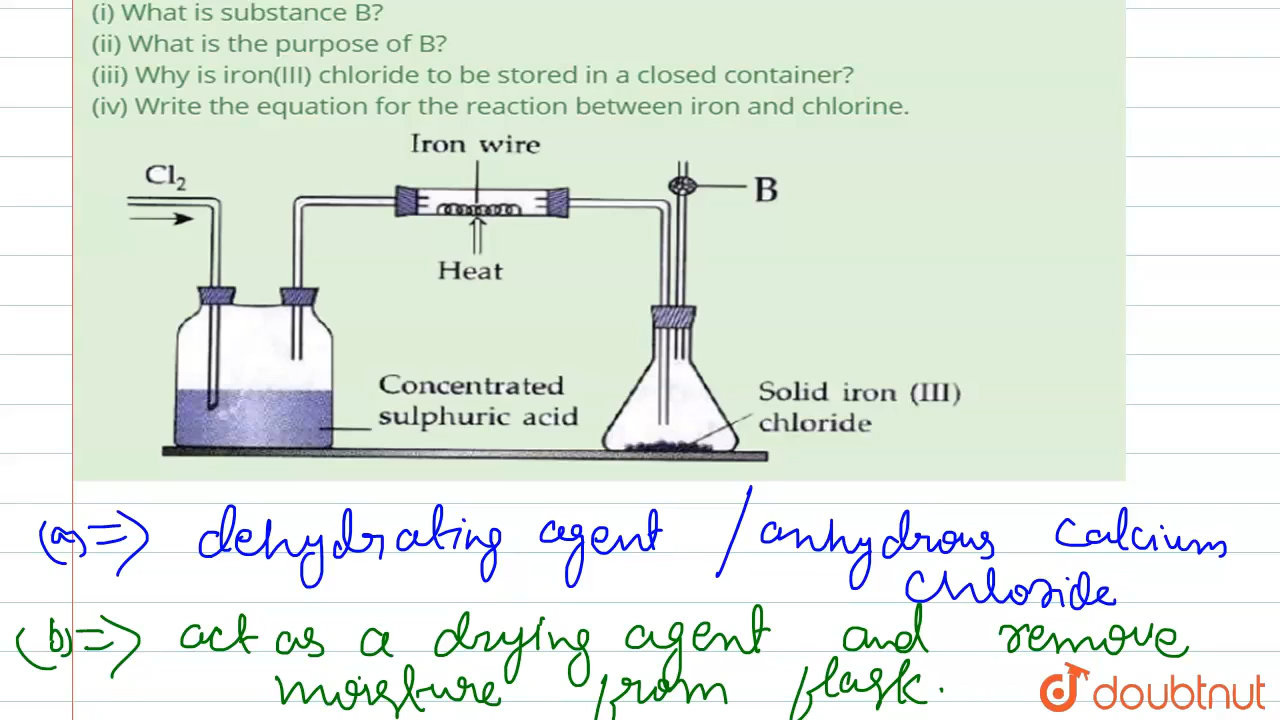 (i) What is substance B?
(ii) What is the purpose of B?
(iii) Why is iron(III) chloride to be stored in a closed container?
(iv) Write the equation for the reaction between iron and chlorine.
Iron wire
Cl₂
B
Heat
Concentrated
sulphuric acid
Solid iron (III)
chloride
(a) => dehydrating agent / anhydrous calcium
chloride
(b) => act as a drying agent and remove
moisture from flask.
doubtnut